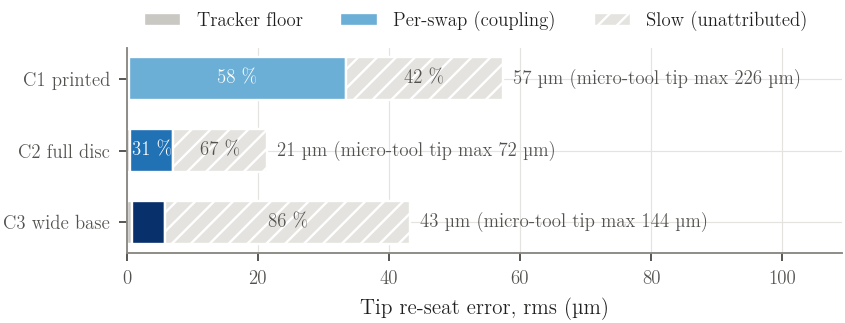 Tracker floor Per-swap (coupling) Slow (unattributed)
C1 printed 58 % 42 % 57 µm (micro-tool tip max 226 µm)
C2 full disc 31 % 67 % 21 µm (micro-tool tip max 72 µm)
C3 wide base 86 % 43 µm (micro-tool tip max 144 µm)
0 20 40 60 80 100
Tip re-seat error, rms (µm)